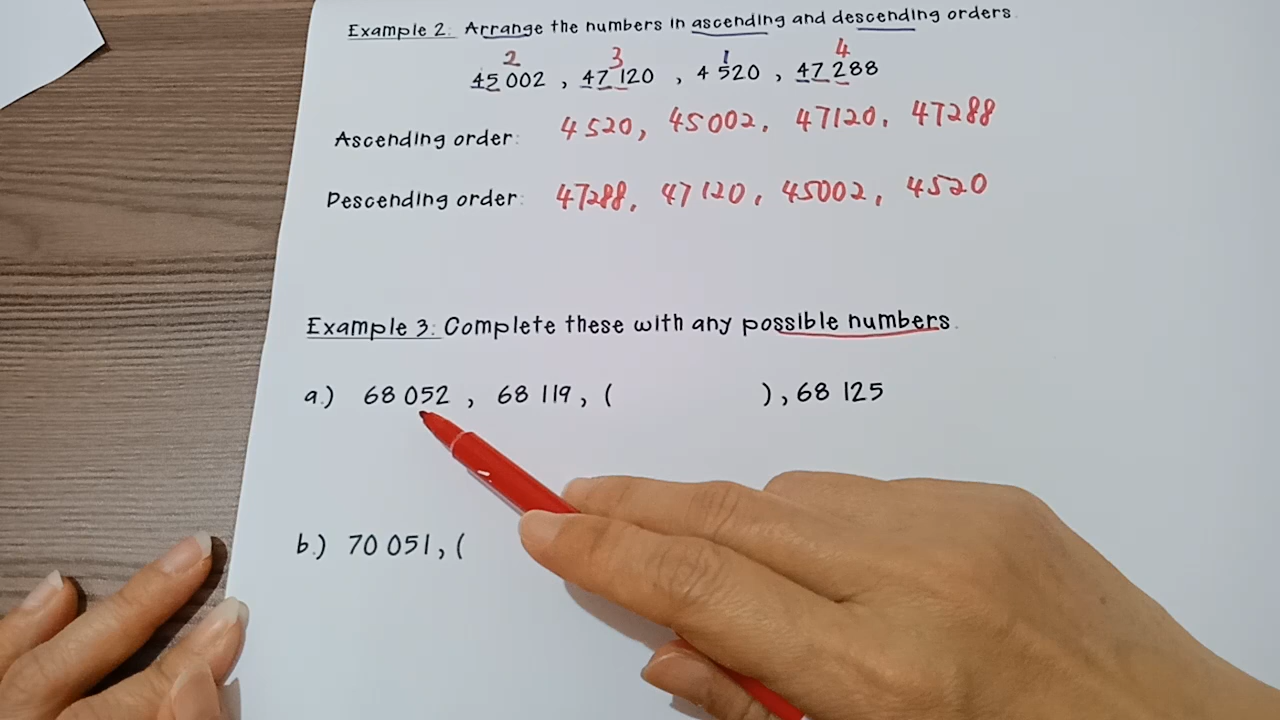 Example 2: Arrange the numbers in ascending and descending orders.
2 3 1 4
45 002 , 47 120 , 4 520 , 47 288
Ascending order: 4520, 45002, 47120, 47288
Descending order: 47288, 47120, 45002, 4520
Example 3: Complete these with any possible numbers.
a.) 68 052 , 68 119 , ( ) , 68 125
b.) 70 051 , (